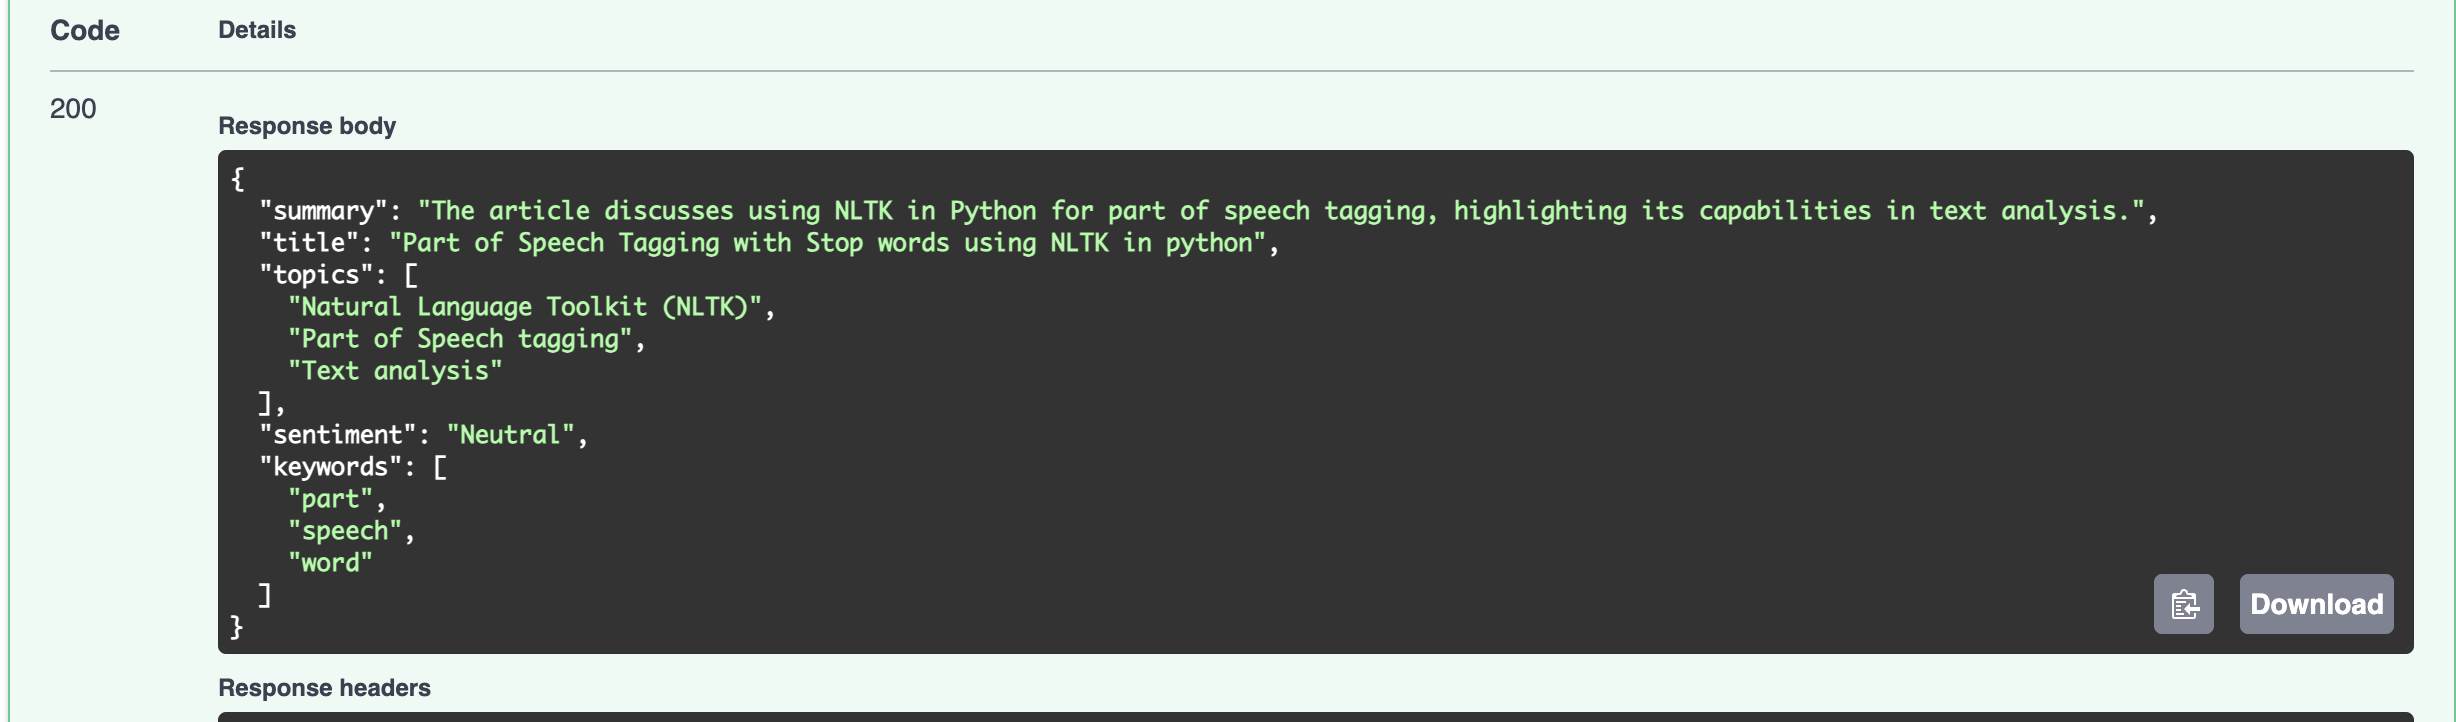 Code Details
200
Response body
{
  "summary": "The article discusses using NLTK in Python for part of speech tagging, highlighting its capabilities in text analysis.",
  "title": "Part of Speech Tagging with Stop words using NLTK in python",
  "topics": [
    "Natural Language Toolkit (NLTK)",
    "Part of Speech tagging",
    "Text analysis"
  ],
  "sentiment": "Neutral",
  "keywords": [
    "part",
    "speech",
    "word"
  ]
}
Download
Response headers